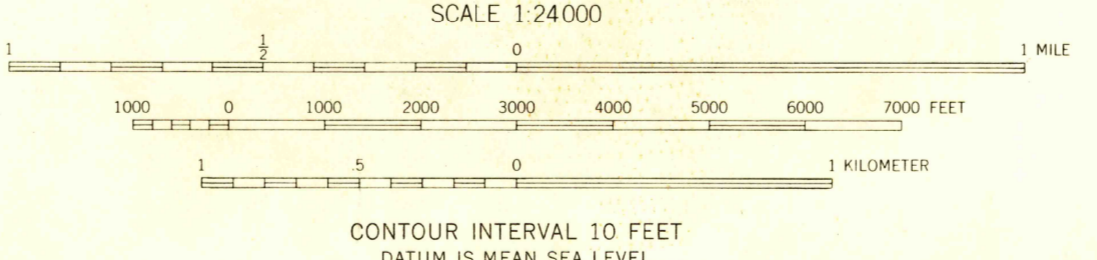 SCALE 1:24000
1 1/2 0 1 MILE
1000 0 1000 2000 3000 4000 5000 6000 7000 FEET
1 .5 0 1 KILOMETER
CONTOUR INTERVAL 10 FEET
DATUM IS MEAN SEA LEVEL